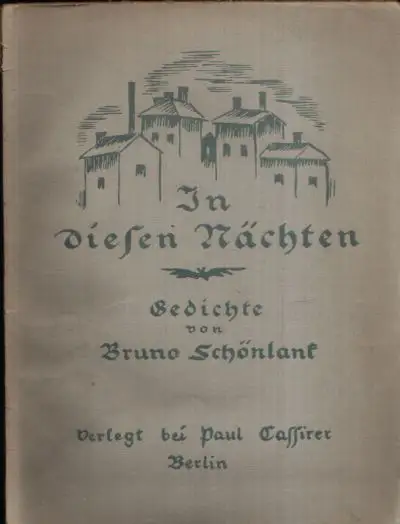 In
diesen Nächten
Gedichte
von
Bruno Schönlank
Verlegt bei Paul Cassirer
Berlin